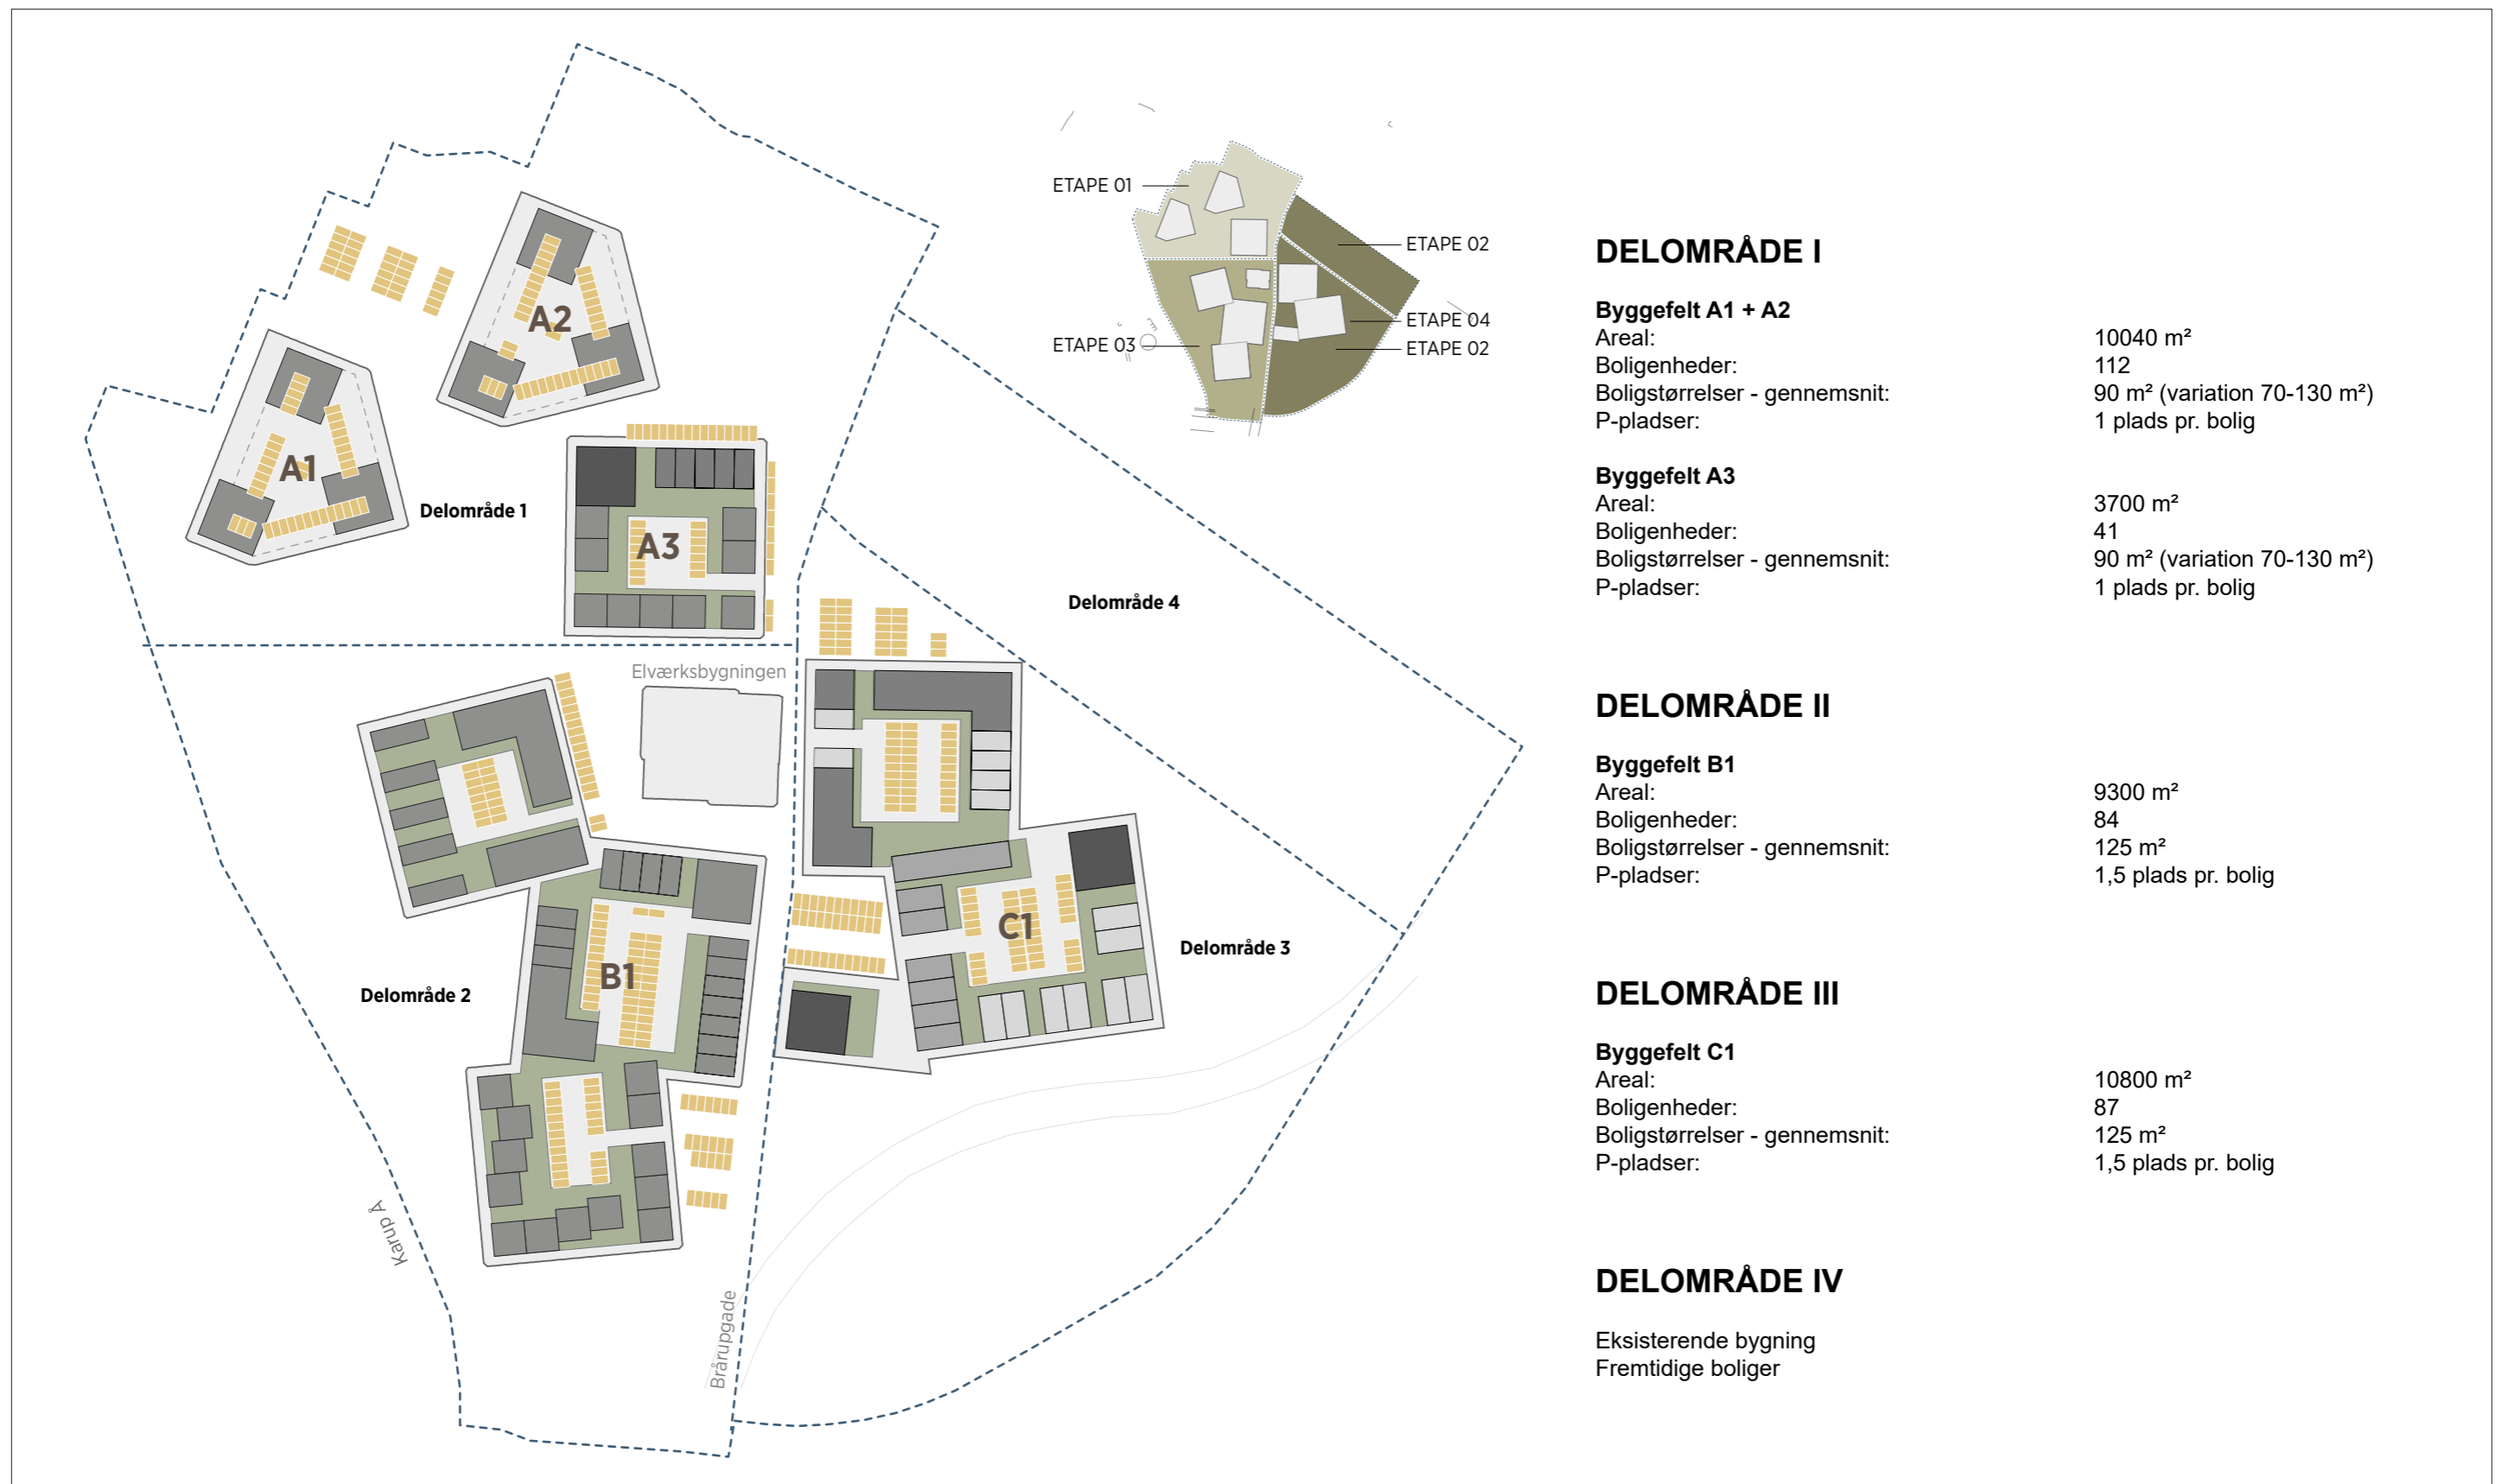 ETAPE 01
ETAPE 02
ETAPE 04
ETAPE 03
ETAPE 02
A2
A1
Delområde 1
A3
Delområde 4
Elværksbygningen
C1
Delområde 3
B1
Delområde 2
Karup Å
Brårupgade
DELOMRÅDE I
Byggefelt A1 + A2
Areal: 10040 m²
Boligenheder: 112
Boligstørrelser - gennemsnit: 90 m² (variation 70-130 m²)
P-pladser: 1 plads pr. bolig
Byggefelt A3
Areal: 3700 m²
Boligenheder: 41
Boligstørrelser - gennemsnit: 90 m² (variation 70-130 m²)
P-pladser: 1 plads pr. bolig
DELOMRÅDE II
Byggefelt B1
Areal: 9300 m²
Boligenheder: 84
Boligstørrelser - gennemsnit: 125 m²
P-pladser: 1,5 plads pr. bolig
DELOMRÅDE III
Byggefelt C1
Areal: 10800 m²
Boligenheder: 87
Boligstørrelser - gennemsnit: 125 m²
P-pladser: 1,5 plads pr. bolig
DELOMRÅDE IV
Eksisterende bygning
Fremtidige boliger